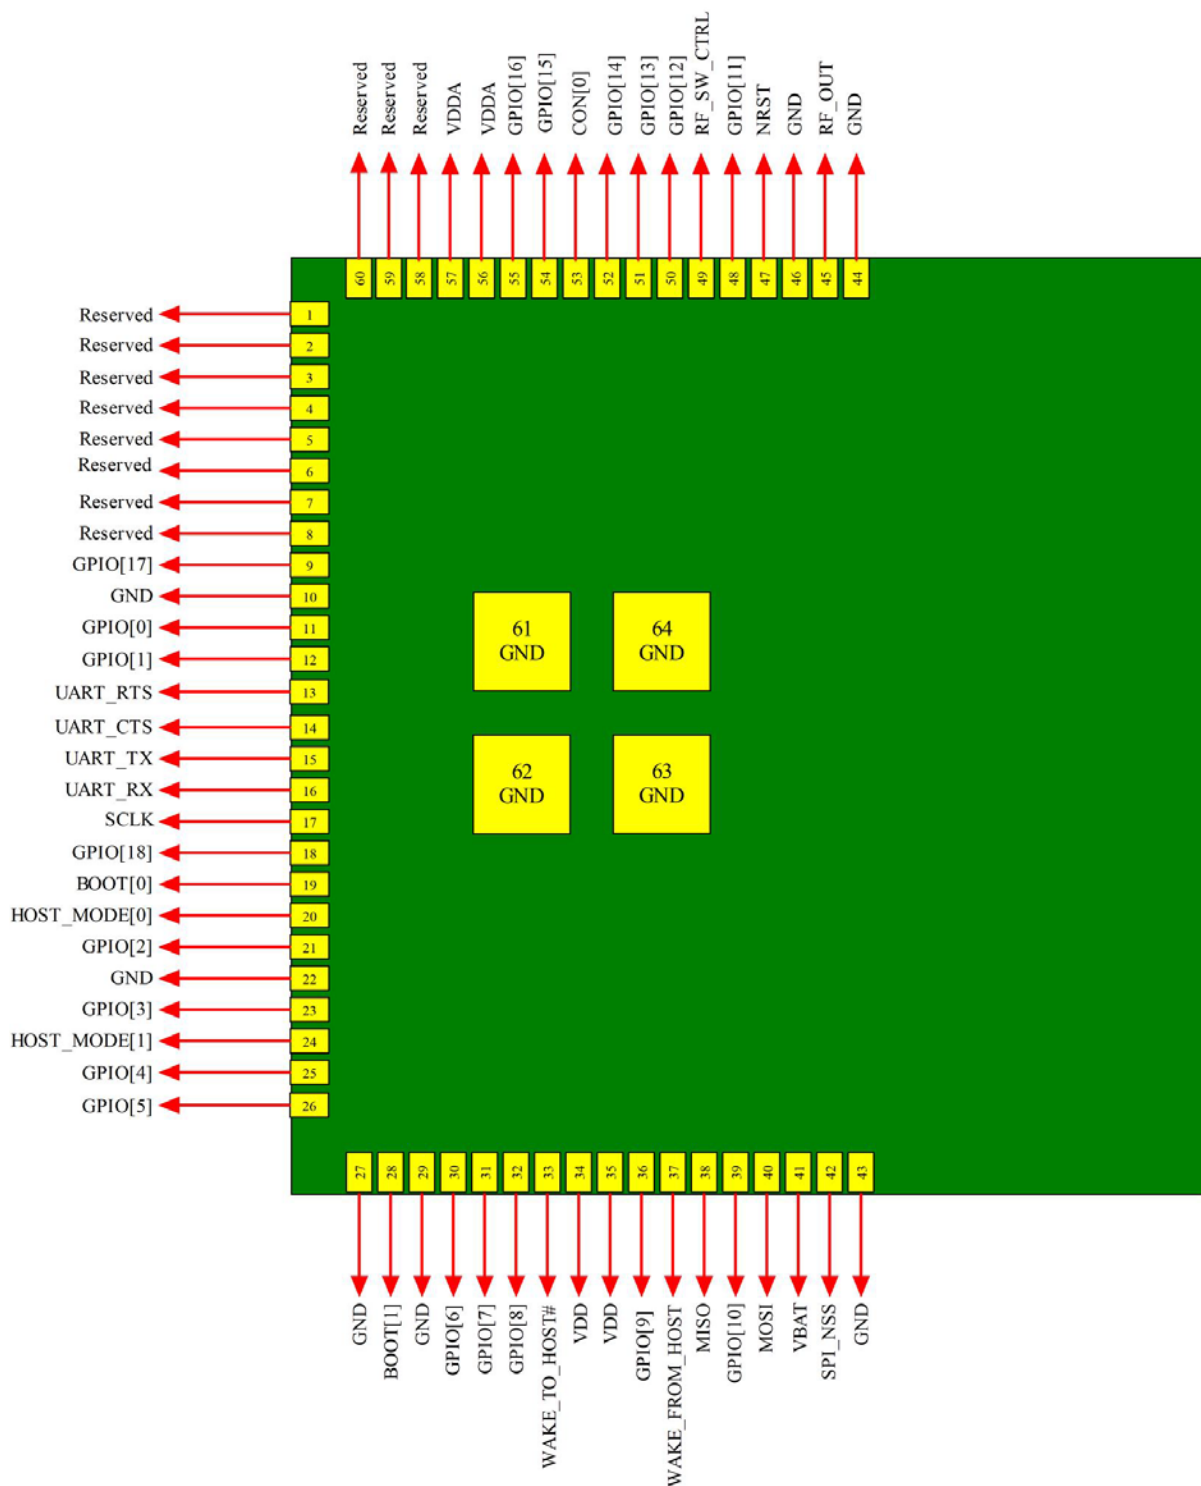 Reserved
Reserved
Reserved
VDDA
VDDA
GPIO[16]
GPIO[15]
CON[0]
GPIO[14]
GPIO[13]
GPIO[12]
RF_SW_CTRL
GPIO[11]
NRST
GND
RF_OUT
GND
60
59
58
57
56
55
54
53
52
51
50
49
48
47
46
45
44
Reserved 1
Reserved 2
Reserved 3
Reserved 4
Reserved 5
Reserved 6
Reserved 7
Reserved 8
GPIO[17] 9
GND 10
GPIO[0] 11
GPIO[1] 12
UART_RTS 13
UART_CTS 14
UART_TX 15
UART_RX 16
SCLK 17
GPIO[18] 18
BOOT[0] 19
HOST_MODE[0] 20
GPIO[2] 21
GND 22
GPIO[3] 23
HOST_MODE[1] 24
GPIO[4] 25
GPIO[5] 26
61
GND
64
GND
62
GND
63
GND
27
28
29
30
31
32
33
34
35
36
37
38
39
40
41
42
43
GND
BOOT[1]
GND
GPIO[6]
GPIO[7]
GPIO[8]
WAKE_TO_HOST#
VDD
VDD
GPIO[9]
WAKE_FROM_HOST
MISO
GPIO[10]
MOSI
VBAT
SPI_NSS
GND